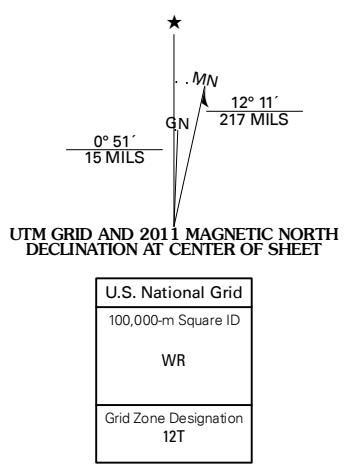 ★
MN
GN
12° 11´
217 MILS
0° 51´
15 MILS
UTM GRID AND 2011 MAGNETIC NORTH
DECLINATION AT CENTER OF SHEET
U.S. National Grid
100,000-m Square ID
WR
Grid Zone Designation
12T